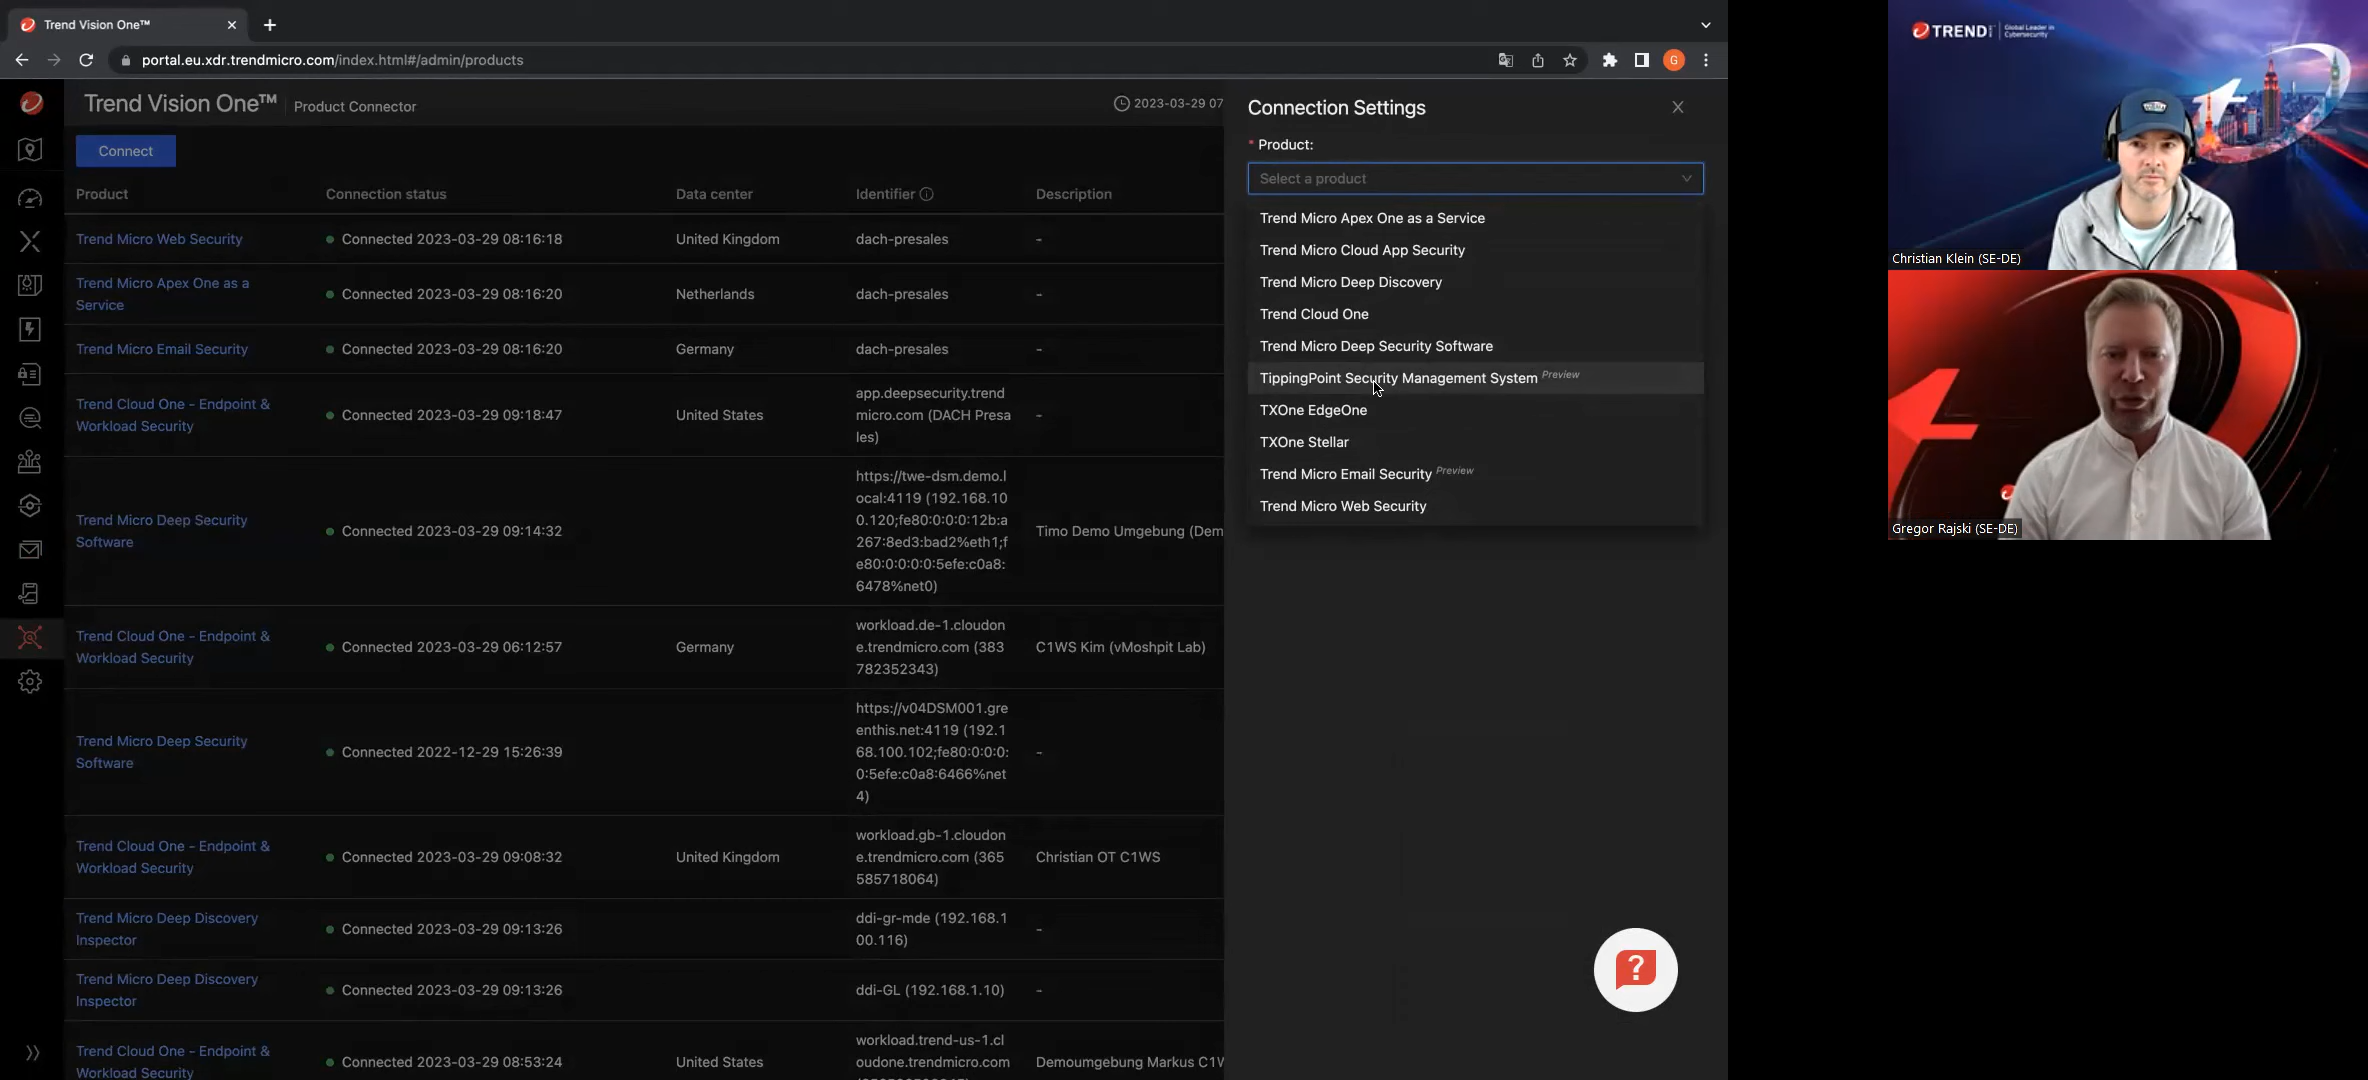 Trend Vision One™
portal.eu.xdr.trendmicro.com/index.html#/admin/products
G
Trend Vision One™ | Product Connector
2023-03-29 07
Connect
Product Connection status Data center Identifier Description
Trend Micro Web Security Connected 2023-03-29 08:16:18 United Kingdom dach-presales -
Trend Micro Apex One as a
Service
Connected 2023-03-29 08:16:20 Netherlands dach-presales -
Trend Micro Email Security Connected 2023-03-29 08:16:20 Germany dach-presales -
Trend Cloud One - Endpoint &
Workload Security
Connected 2023-03-29 09:18:47 United States
app.deepsecurity.trend
micro.com (DACH Presa
les)
-
Trend Micro Deep Security
Software
Connected 2023-03-29 09:14:32
https://twe-dsm.demo.l
ocal:4119 (192.168.10
0.120;fe80:0:0:0:12b:a
267:8ed3:bad2%eth1;f
e80:0:0:0:0:5efe:c0a8:
6478%net0)
Timo Demo Umgebung (Dem
Trend Cloud One - Endpoint &
Workload Security
Connected 2023-03-29 06:12:57 Germany
workload.de-1.cloudon
e.trendmicro.com (383
782352343)
C1WS Kim (vMoshpit Lab)
Trend Micro Deep Security
Software
Connected 2022-12-29 15:26:39
https://v04DSM001.gre
enthis.net:4119 (192.1
68.100.102;fe80:0:0:0:
0:5efe:c0a8:6466%net
4)
-
Trend Cloud One - Endpoint &
Workload Security
Connected 2023-03-29 09:08:32 United Kingdom
workload.gb-1.cloudon
e.trendmicro.com (365
585718064)
Christian OT C1WS
Trend Micro Deep Discovery
Inspector
Connected 2023-03-29 09:13:26
ddi-gr-mde (192.168.1
00.116)
-
Trend Micro Deep Discovery
Inspector
Connected 2023-03-29 09:13:26 ddi-GL (192.168.1.10) -
Trend Cloud One - Endpoint &
Workload Security
Connected 2023-03-29 08:53:24 United States
workload.trend-us-1.cl
oudone.trendmicro.com
Demoumgebung Markus C1W
Connection Settings
* Product:
Select a product
Trend Micro Apex One as a Service
Trend Micro Cloud App Security
Trend Micro Deep Discovery
Trend Cloud One
Trend Micro Deep Security Software
TippingPoint Security Management System Preview
TXOne EdgeOne
TXOne Stellar
Trend Micro Email Security Preview
Trend Micro Web Security
?
TREND MICRO | Global Leader in
Cybersecurity
Christian Klein (SE-DE)
Gregor Rajski (SE-DE)